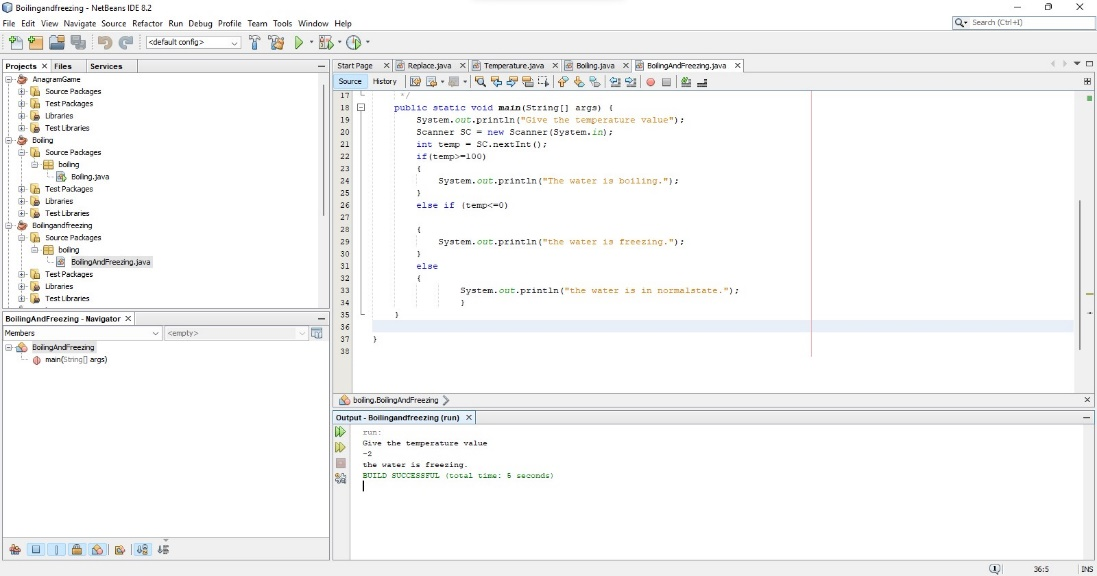 Boilingandfreezing - NetBeans IDE 8.2
File Edit View Navigate Source Refactor Run Debug Profile Team Tools Window Help
Search (Ctrl+I)
<default config>
Projects Files Services
AnagramGame
Source Packages
Test Packages
Libraries
Test Libraries
Boiling
Source Packages
boiling
Boiling.java
Test Packages
Libraries
Test Libraries
Boilingandfreezing
Source Packages
boiling
BoilingAndFreezing.java
Test Packages
Libraries
Test Libraries
BoilingAndFreezing - Navigator
Members <empty>
BoilingAndFreezing
main(String[] args)
Start Page Replace.java Temperature.java Boiling.java BoilingAndFreezing.java
Source History
17 */
18 public static void main(String[] args) {
19 System.out.println("Give the temperature value");
20 Scanner SC = new Scanner(System.in);
21 int temp = SC.nextInt();
22 if(temp>=100)
23 {
24 System.out.println("The water is boiling.");
25 }
26 else if (temp<=0)
27
28 {
29 System.out.println("the water is freezing.");
30 }
31 else
32 {
33 System.out.println("the water is in normalstate.");
34 }
35 }
36
37 }
38
boiling.BoilingAndFreezing
Output - Boilingandfreezing (run)
run:
Give the temperature value
-2
the water is freezing.
BUILD SUCCESSFUL (total time: 5 seconds)
1 36:5 INS